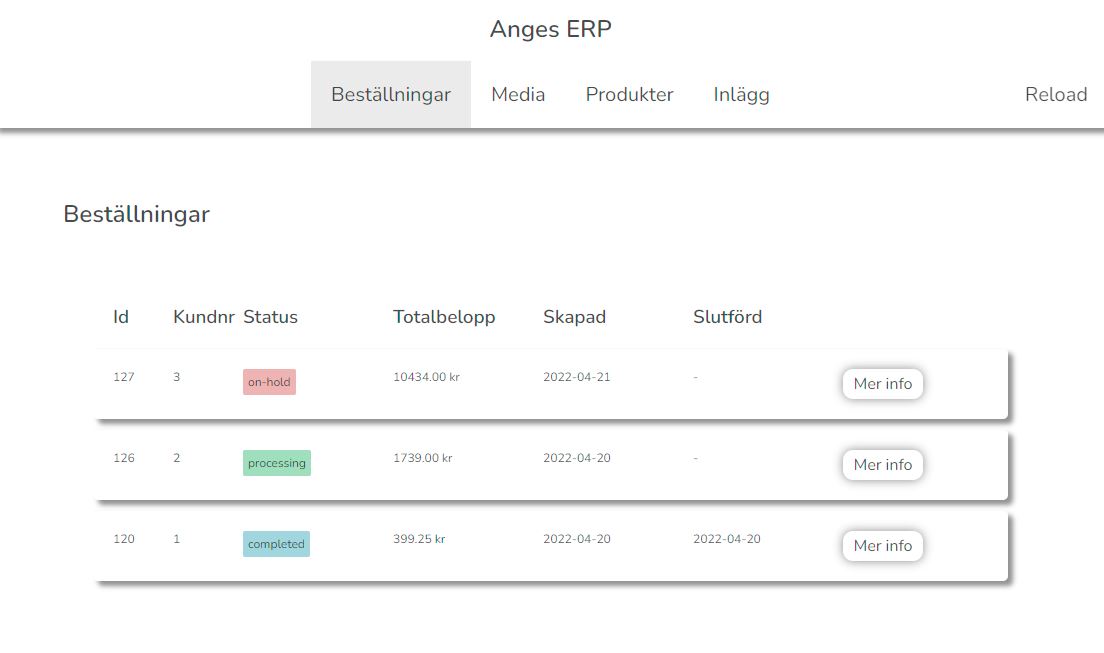 Anges ERP
Beställningar Media Produkter Inlägg Reload
Beställningar
Id Kundnr Status Totalbelopp Skapad Slutförd
127 3 on-hold 10434.00 kr 2022-04-21 - Mer info
126 2 processing 1739.00 kr 2022-04-20 - Mer info
120 1 completed 399.25 kr 2022-04-20 2022-04-20 Mer info